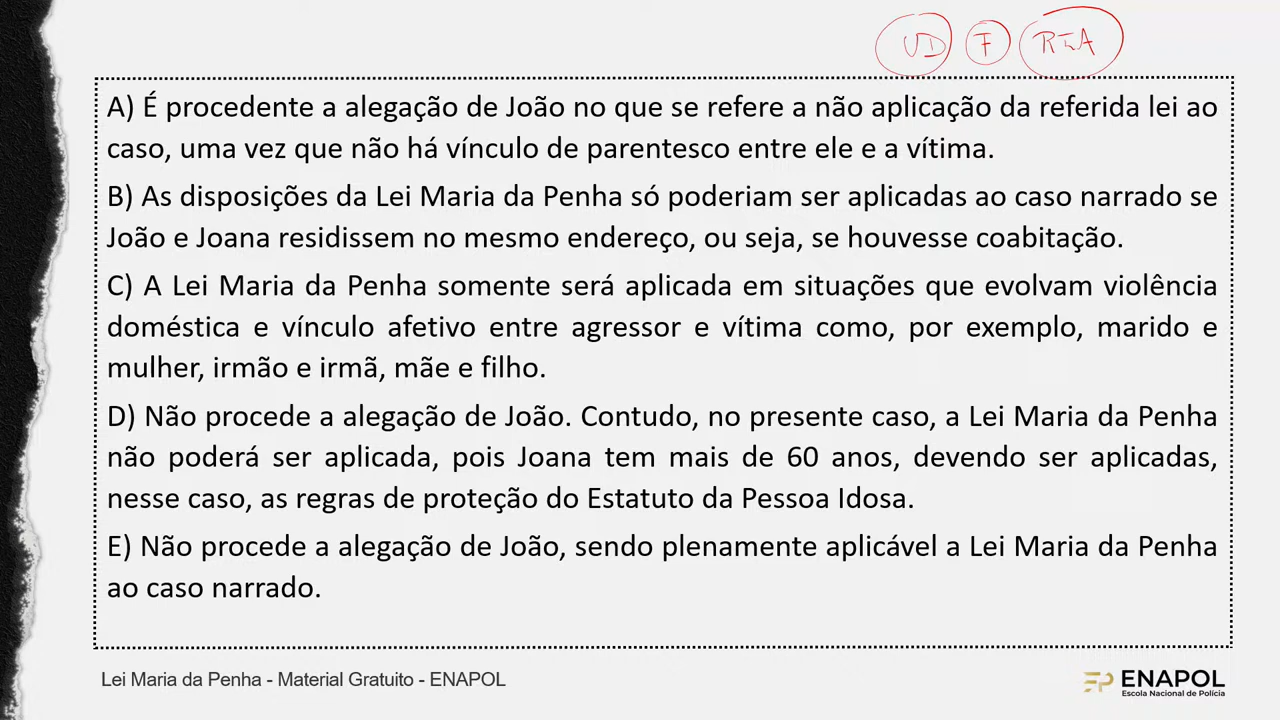 UD F RIA
A) É procedente a alegação de João no que se refere a não aplicação da referida lei ao
caso, uma vez que não há vínculo de parentesco entre ele e a vítima.
B) As disposições da Lei Maria da Penha só poderiam ser aplicadas ao caso narrado se
João e Joana residissem no mesmo endereço, ou seja, se houvesse coabitação.
C) A Lei Maria da Penha somente será aplicada em situações que evolvam violência
doméstica e vínculo afetivo entre agressor e vítima como, por exemplo, marido e
mulher, irmão e irmã, mãe e filho.
D) Não procede a alegação de João. Contudo, no presente caso, a Lei Maria da Penha
não poderá ser aplicada, pois Joana tem mais de 60 anos, devendo ser aplicadas,
nesse caso, as regras de proteção do Estatuto da Pessoa Idosa.
E) Não procede a alegação de João, sendo plenamente aplicável a Lei Maria da Penha
ao caso narrado.
Lei Maria da Penha - Material Gratuito - ENAPOL
EP ENAPOL
Escola Nacional de Polícia